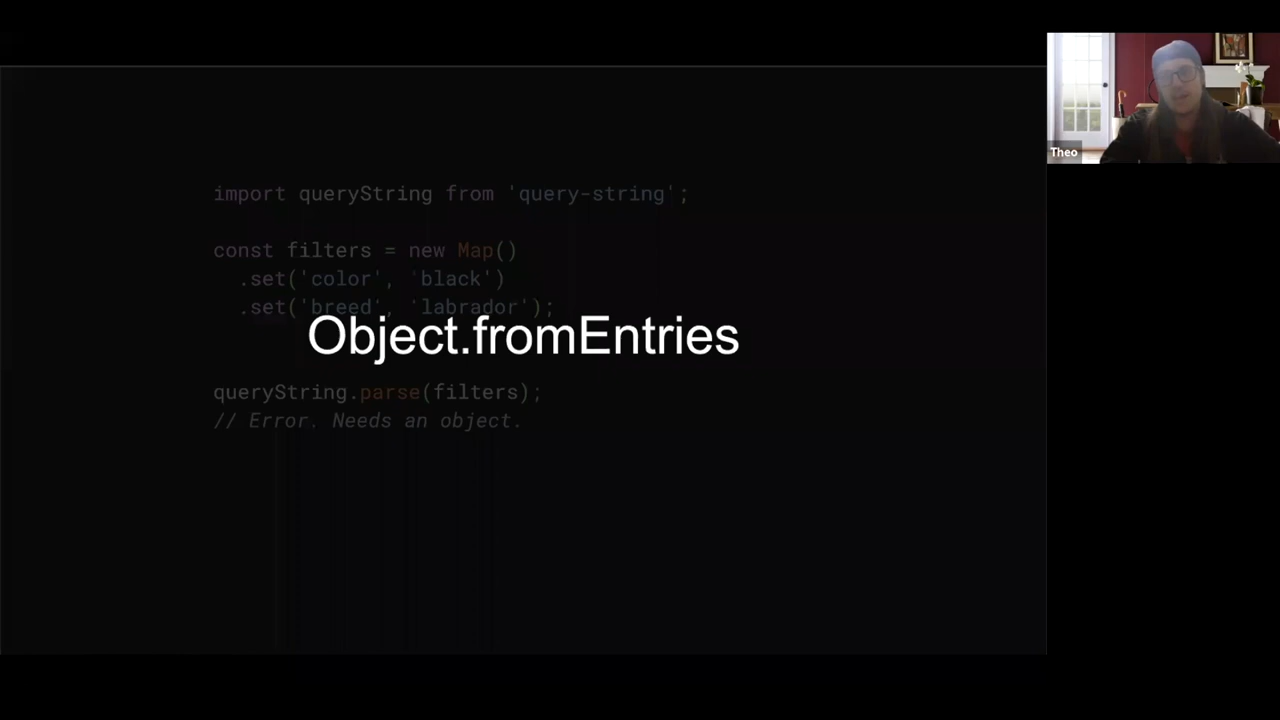 import queryString from 'query-string';
const filters = new Map()
.set('color', 'black')
.set('breed', 'labrador');
Object.fromEntries
queryString.parse(filters);
// Error. Needs an object.
Theo